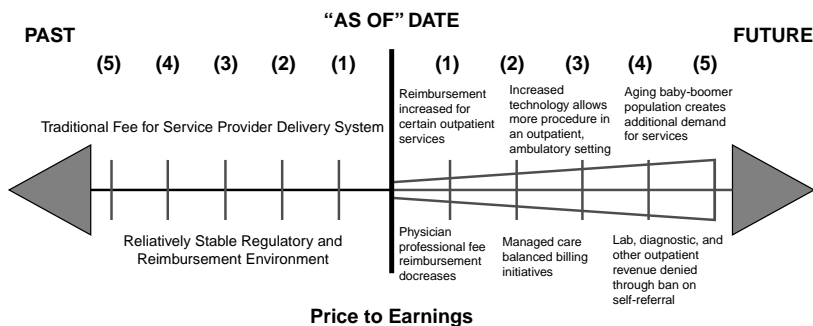 “AS OF” DATE
PAST
FUTURE
(5) (4) (3) (2) (1) (1) (2) (3) (4) (5)
Traditional Fee for Service Provider Delivery System
Reimbursement
increased for
certain outpatient
services
Increased
technology allows
more procedure in
an outpatient,
ambulatory setting
Aging baby-boomer
population creates
additional demand
for services
Reliatively Stable Regulatory and
Reimbursement Environment
Physician
professional fee
reimbursement
docreases
Managed care
balanced billing
initiatives
Lab, diagnostic, and
other outpatient
revenue denied
through ban on
self-referral
Price to Earnings